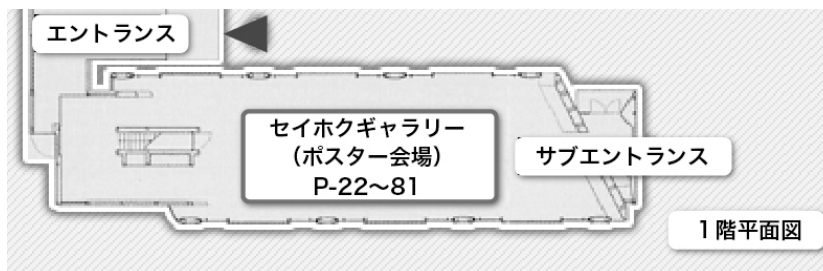 エントランス
セイホクギャラリー
（ポスター会場）
P-22〜81
サブエントランス
1階平面図